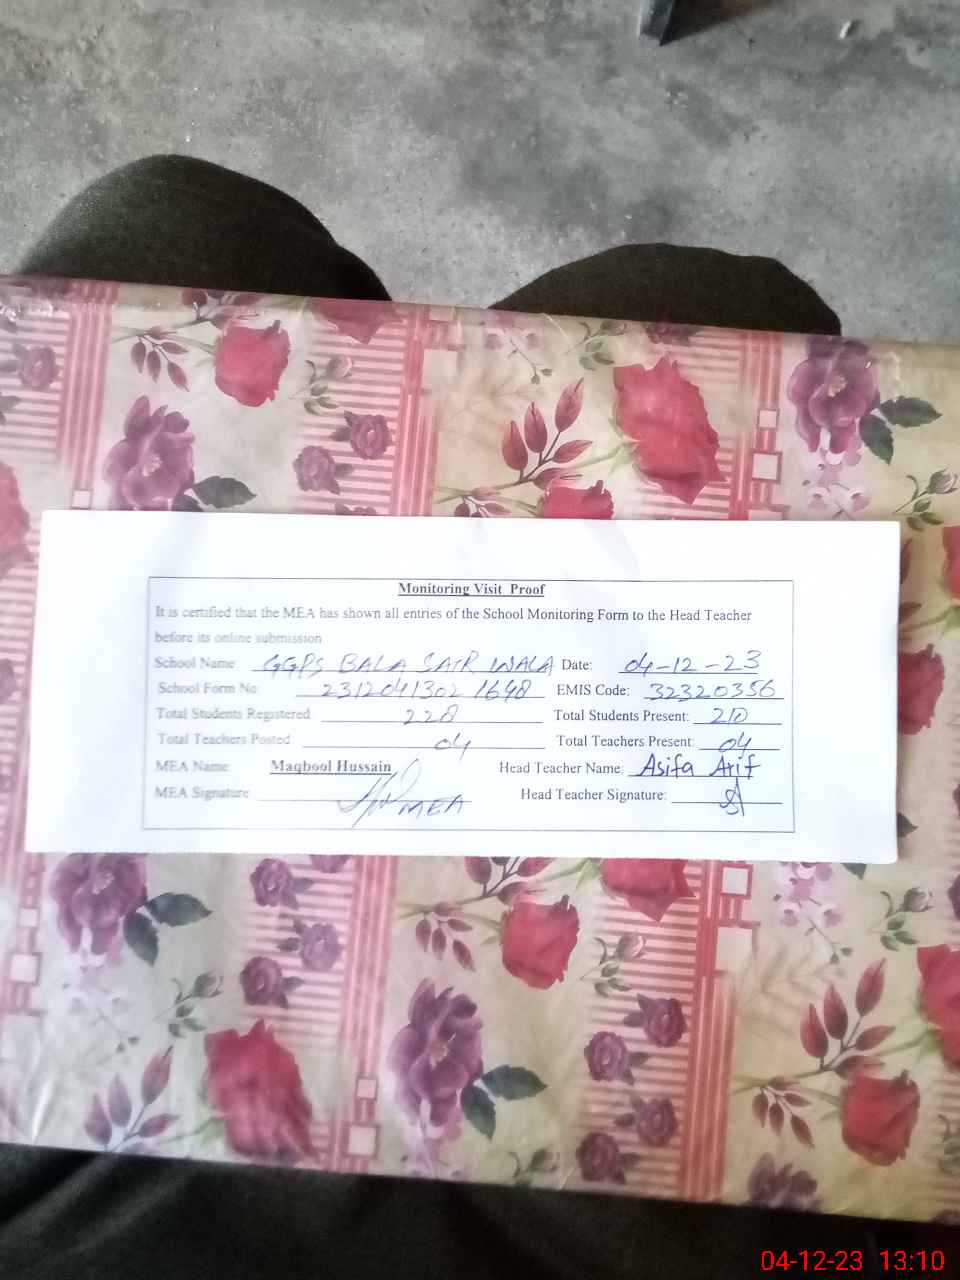 Monitoring Visit Proof
It is certified that the MEA has shown all entries of the School Monitoring Form to the Head Teacher
before its online submission
School Name GGPS BALA SAIR WALA Date: 04-12-23
School Form No 2312041302 1648 EMIS Code: 32320356
Total Students Registered 228 Total Students Present: 210
Total Teachers Posted 04 Total Teachers Present: 04
MEA Name: Maqbool Hussain Head Teacher Name: Asifa Arif
MEA Signature MEA Head Teacher Signature:
04-12-23 13:10